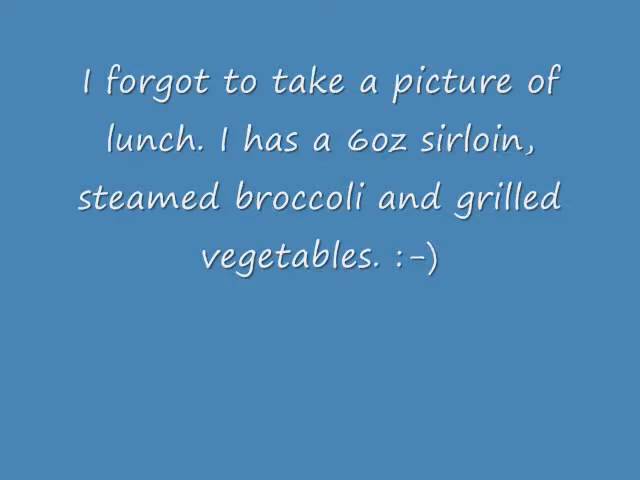 I forgot to take a picture of
lunch. I has a 6oz sirloin,
steamed broccoli and grilled
vegetables. :-)